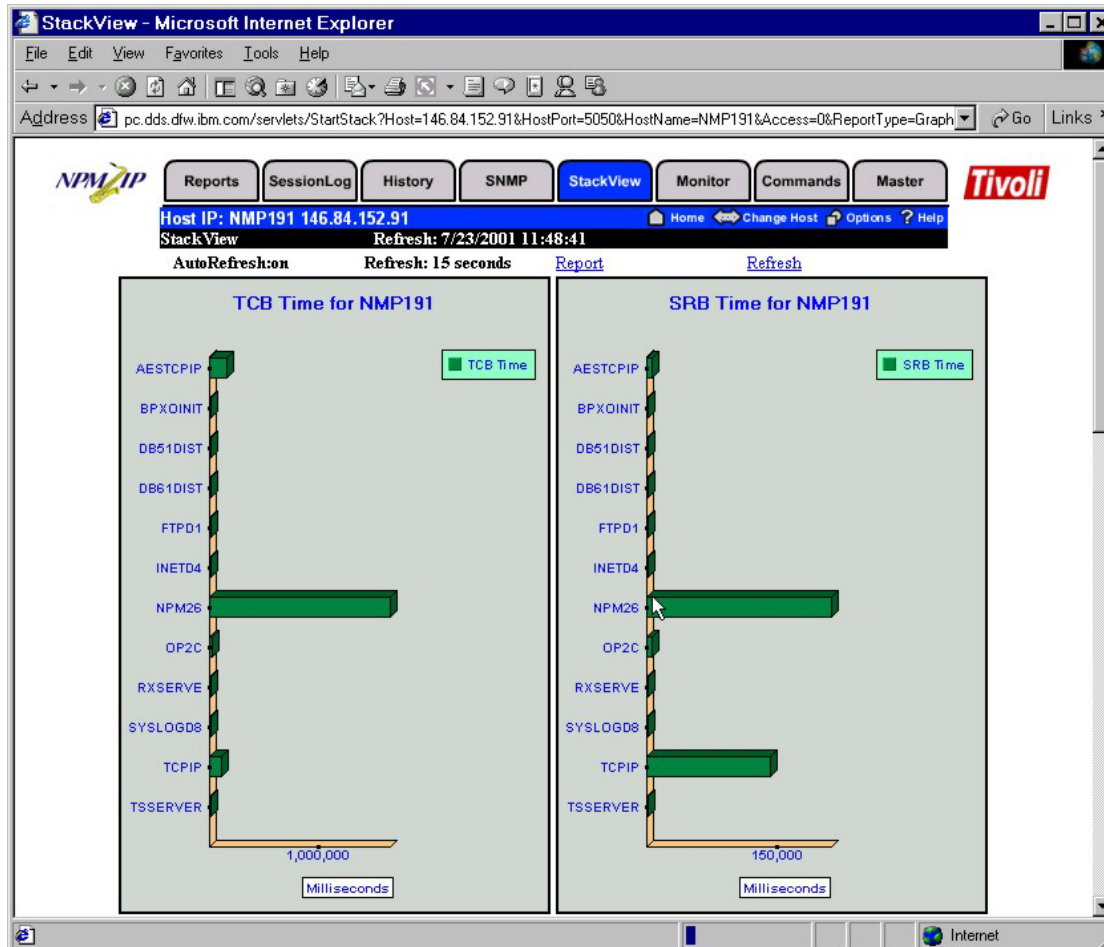 StackView - Microsoft Internet Explorer
File Edit View Favorites Tools Help
Address pc.dds.dfw.ibm.com/servlets/StartStack?Host=146.84.152.91&HostPort=5050&HostName=NMP191&Access=0&ReportType=Graph Go Links
NPM/IP Reports SessionLog History SNMP StackView Monitor Commands Master Tivoli
Host IP: NMP191 146.84.152.91 Home Change Host Options ? Help
StackView Refresh: 7/23/2001 11:48:41
AutoRefresh:on Refresh: 15 seconds Report Refresh
TCB Time for NMP191
TCB Time
AESTCPIP
BPXOINIT
DB51DIST
DB61DIST
FTPD1
INETD4
NPM26
OP2C
RXSERVE
SYSLOGD8
TCPIP
TSSERVER
1,000,000
Milliseconds
SRB Time for NMP191
SRB Time
AESTCPIP
BPXOINIT
DB51DIST
DB61DIST
FTPD1
INETD4
NPM26
OP2C
RXSERVE
SYSLOGD8
TCPIP
TSSERVER
150,000
Milliseconds
Internet